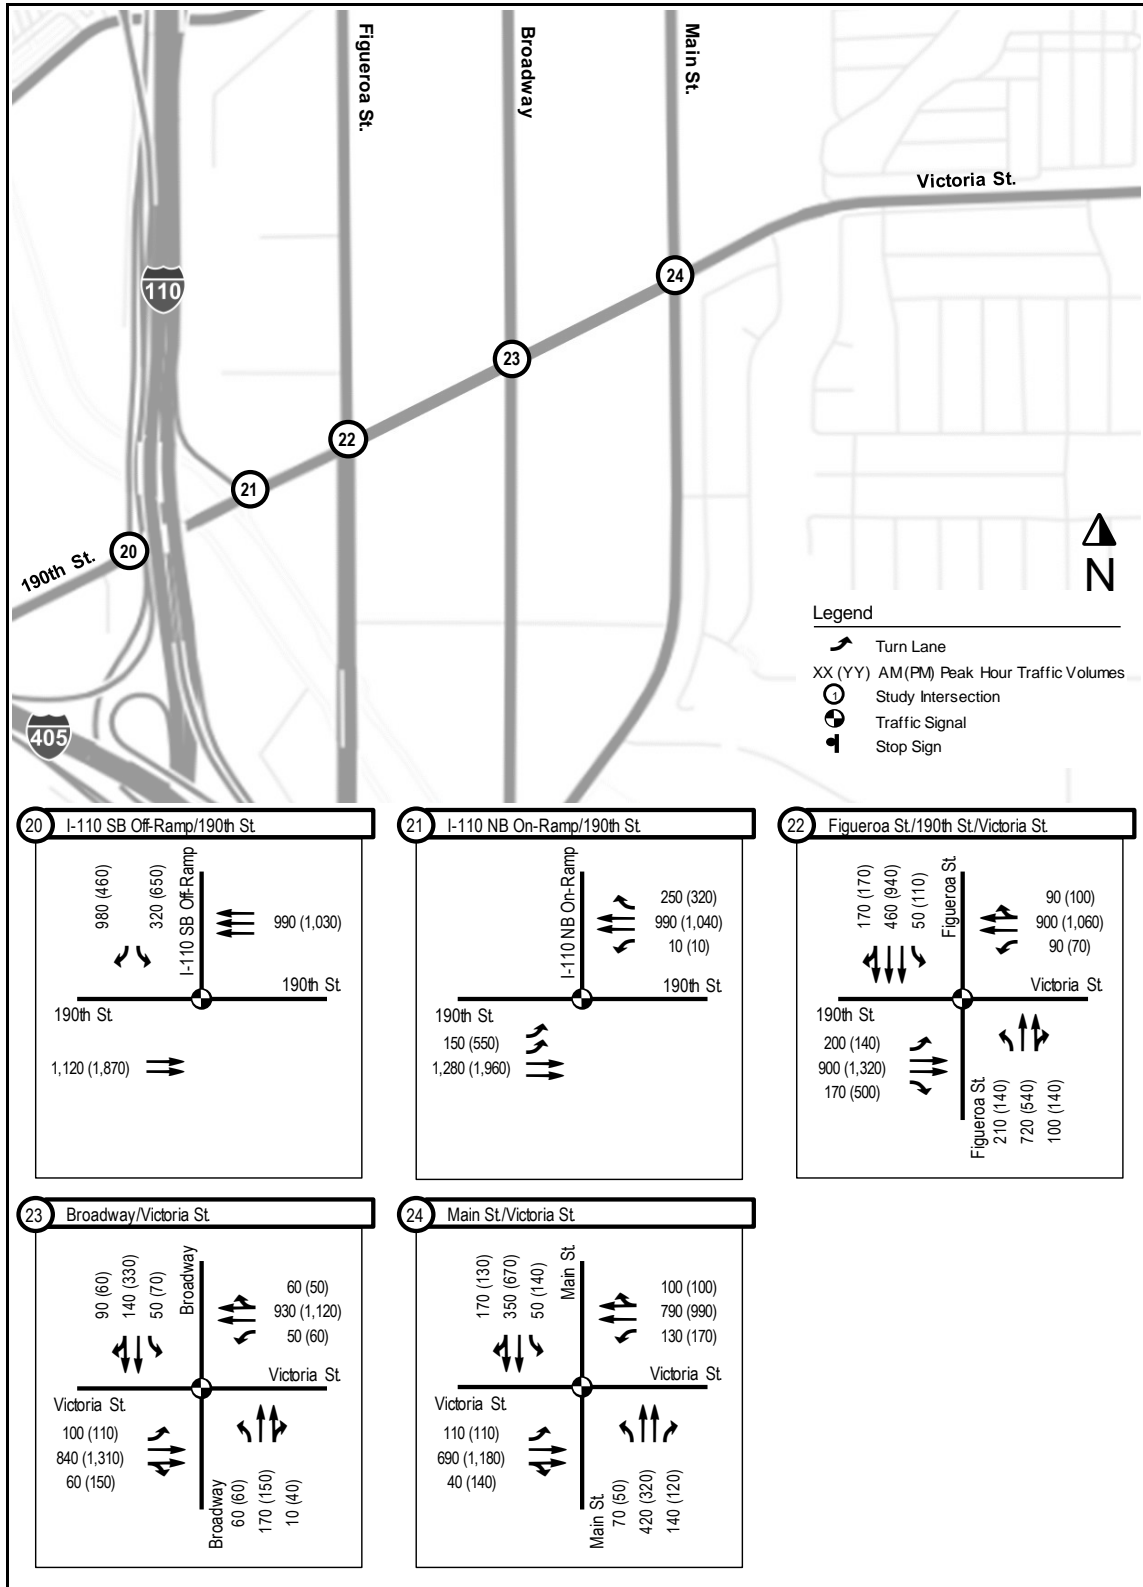 Figueroa St.
Broadway
Main St.
Victoria St.
110
24
23
22
21
20
190th St.
N
405
Legend
Turn Lane
XX (YY) AM(PM) Peak Hour Traffic Volumes
1 Study Intersection
Traffic Signal
Stop Sign
20 I-110 SB Off-Ramp/190th St.
980 (460)
320 (650)
I-110 SB Off-Ramp
990 (1,030)
190th St.
190th St.
1,120 (1,870)
21 I-110 NB On-Ramp/190th St.
I-110 NB On-Ramp
250 (320)
990 (1,040)
10 (10)
190th St.
190th St.
150 (550)
1,280 (1,960)
22 Figueroa St./190th St./Victoria St.
170 (170)
460 (940)
50 (110)
Figueroa St.
90 (100)
900 (1,060)
90 (70)
Victoria St.
190th St.
200 (140)
900 (1,320)
170 (500)
Figueroa St.
210 (140)
720 (540)
100 (140)
23 Broadway/Victoria St.
90 (60)
140 (330)
50 (70)
Broadway
60 (50)
930 (1,120)
50 (60)
Victoria St.
Victoria St.
100 (110)
840 (1,310)
60 (150)
Broadway
60 (60)
170 (150)
10 (40)
24 Main St./Victoria St.
170 (130)
350 (670)
50 (140)
Main St.
100 (100)
790 (990)
130 (170)
Victoria St.
Victoria St.
110 (110)
690 (1,180)
40 (140)
Main St.
70 (50)
420 (320)
140 (120)